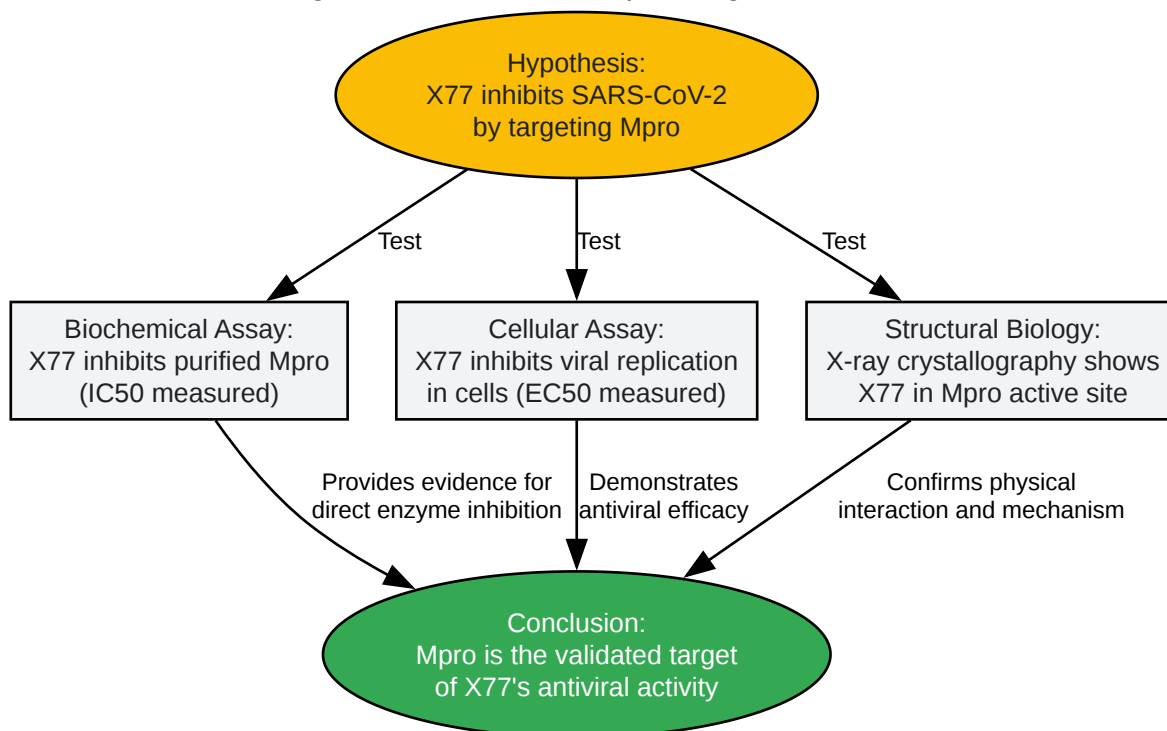 Hypothesis:
X77 inhibits SARS-CoV-2
by targeting Mpro
Test
Test
Test
Biochemical Assay:
X77 inhibits purified Mpro
(IC50 measured)
Cellular Assay:
X77 inhibits viral replication
in cells (EC50 measured)
Structural Biology:
X-ray crystallography shows
X77 in Mpro active site
Provides evidence for
direct enzyme inhibition
Demonstrates
antiviral efficacy
Confirms physical
interaction and mechanism
Conclusion:
Mpro is the validated target
of X77's antiviral activity